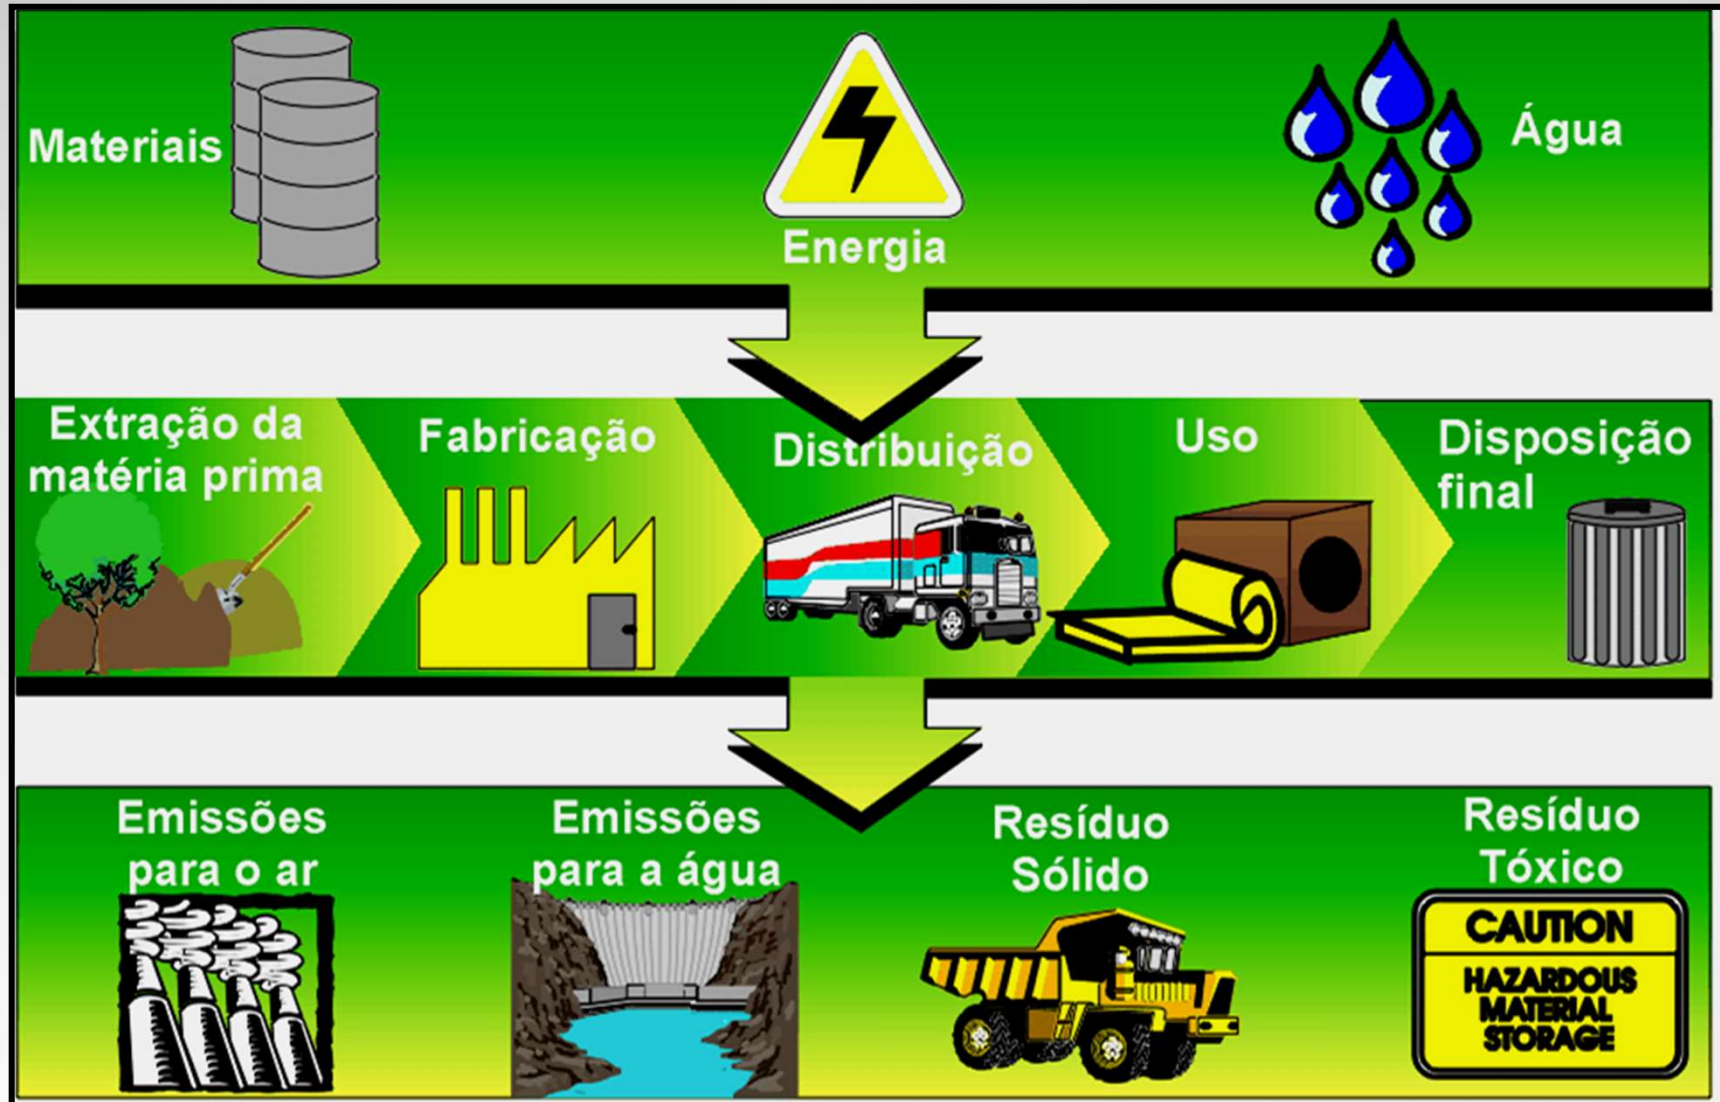 Materiais
Energia
Água
Extração da
matéria prima
Fabricação
Distribuição
Uso
Disposição
final
Emissões
para o ar
Emissões
para a água
Resíduo
Sólido
Resíduo
Tóxico
CAUTION
HAZARDOUS
MATERIAL
STORAGE